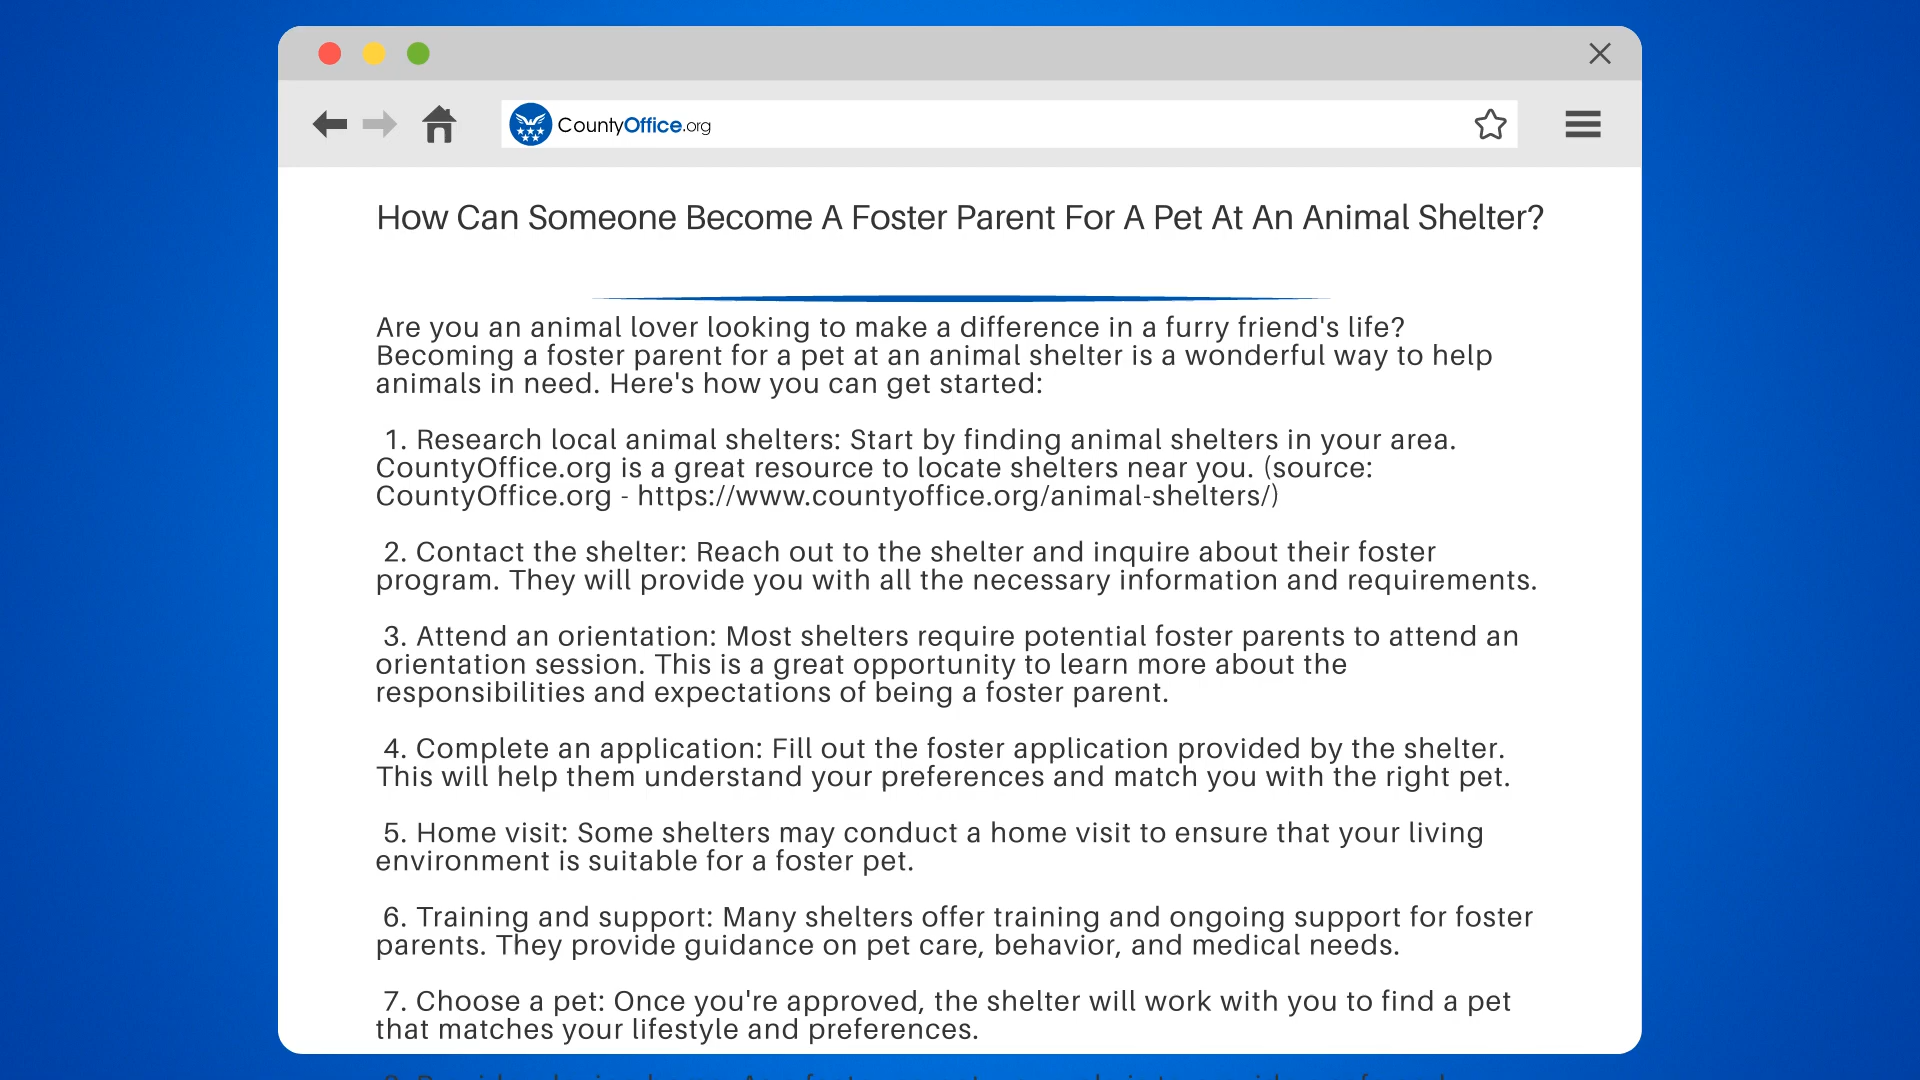 CountyOffice.org
How Can Someone Become A Foster Parent For A Pet At An Animal Shelter?
Are you an animal lover looking to make a difference in a furry friend's life?
Becoming a foster parent for a pet at an animal shelter is a wonderful way to help
animals in need. Here's how you can get started:
1. Research local animal shelters: Start by finding animal shelters in your area.
CountyOffice.org is a great resource to locate shelters near you. (source:
CountyOffice.org - https://www.countyoffice.org/animal-shelters/)
2. Contact the shelter: Reach out to the shelter and inquire about their foster
program. They will provide you with all the necessary information and requirements.
3. Attend an orientation: Most shelters require potential foster parents to attend an
orientation session. This is a great opportunity to learn more about the
responsibilities and expectations of being a foster parent.
4. Complete an application: Fill out the foster application provided by the shelter.
This will help them understand your preferences and match you with the right pet.
5. Home visit: Some shelters may conduct a home visit to ensure that your living
environment is suitable for a foster pet.
6. Training and support: Many shelters offer training and ongoing support for foster
parents. They provide guidance on pet care, behavior, and medical needs.
7. Choose a pet: Once you're approved, the shelter will work with you to find a pet
that matches your lifestyle and preferences.